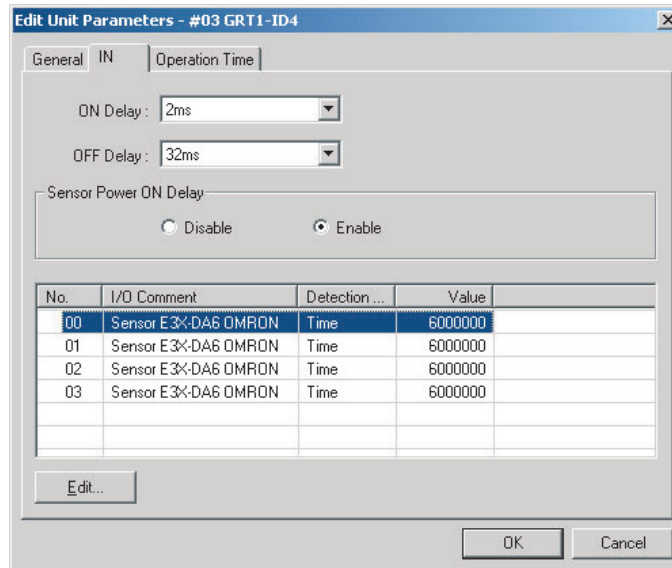 Edit Unit Parameters - #03 GRT1-ID4
General IN Operation Time
ON Delay : 2ms
OFF Delay : 32ms
Sensor Power ON Delay
Disable Enable
No. I/O Comment Detection ... Value
00 Sensor E3X-DA6 OMRON Time 6000000
01 Sensor E3X-DA6 OMRON Time 6000000
02 Sensor E3X-DA6 OMRON Time 6000000
03 Sensor E3X-DA6 OMRON Time 6000000
Edit...
OK Cancel